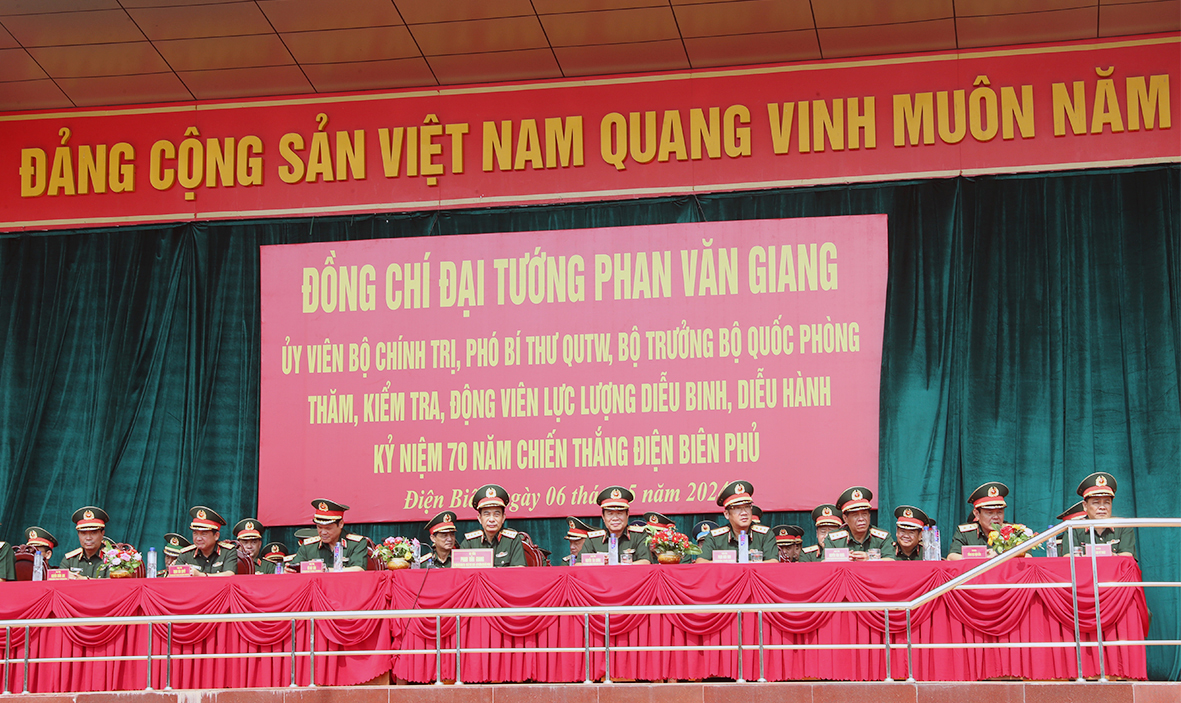 ĐẢNG CỘNG SẢN VIỆT NAM QUANG VINH MUÔN NĂM
ĐỒNG CHÍ ĐẠI TƯỚNG PHAN VĂN GIANG
ỦY VIÊN BỘ CHÍNH TRỊ, PHÓ BÍ THƯ QUTW, BỘ TRƯỞNG BỘ QUỐC PHÒNG
THĂM, KIỂM TRA, ĐỘNG VIÊN LỰC LƯỢNG DIỄU BINH, DIỄU HÀNH
KỶ NIỆM 70 NĂM CHIẾN THẮNG ĐIỆN BIÊN PHỦ
Điện Biên, ngày 06 tháng 5 năm 2024